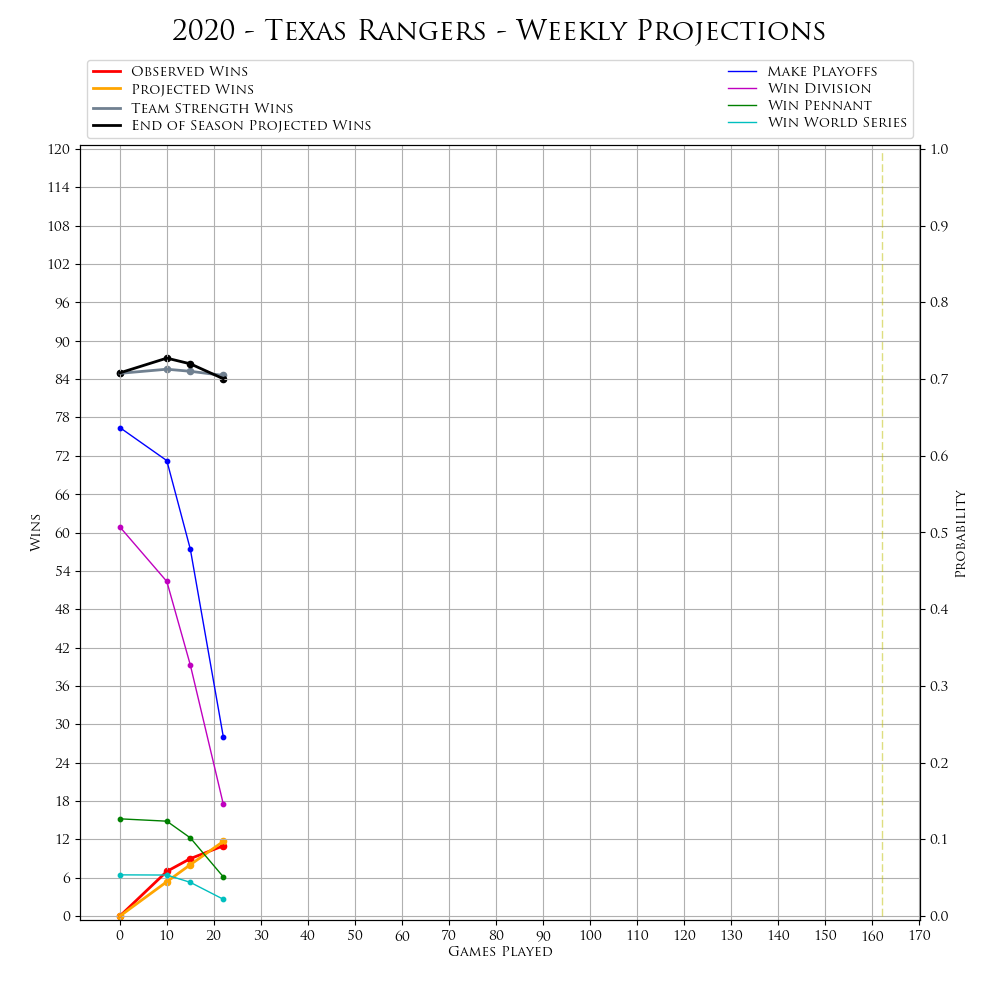 2020 - Texas Rangers - Weekly Projections
Observed Wins
Projected Wins
Team Strength Wins
End of Season Projected Wins
Make Playoffs
Win Division
Win Pennant
Win World Series
120
114
108
102
96
90
84
78
72
66
60
54
48
42
36
30
24
18
12
6
0
Wins
1.0
0.9
0.8
0.7
0.6
0.5
0.4
0.3
0.2
0.1
0.0
Probability
0 10 20 30 40 50 60 70 80 90 100 110 120 130 140 150 160 170
Games Played